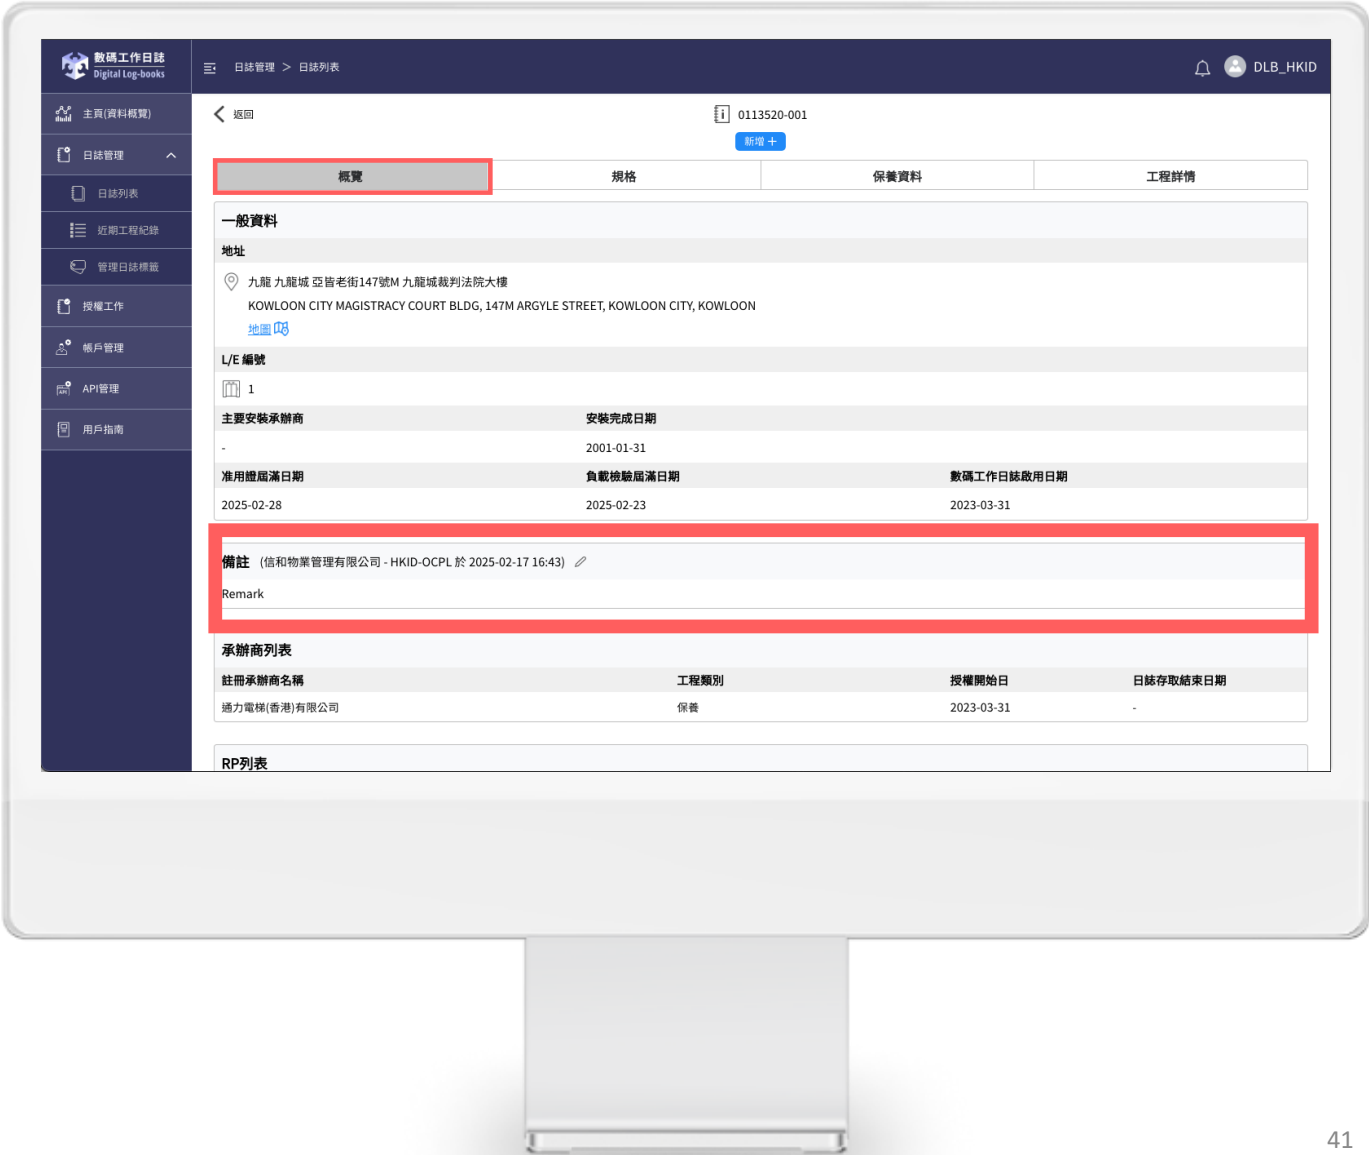 數碼工作日誌
Digital Log-books
日誌管理 > 日誌列表
DLB_HKID
主頁(資料概覽)
日誌管理
日誌列表
近期工程紀錄
管理日誌標籤
授權工作
帳戶管理
API管理
用戶指南
返回
0113520-001
新增 +
概覽 規格 保養資料 工程詳情
一般資料
地址
九龍 九龍城 亞皆老街147號M 九龍城裁判法院大樓
KOWLOON CITY MAGISTRACY COURT BLDG, 147M ARGYLE STREET, KOWLOON CITY, KOWLOON
地圖
L/E 編號
1
主要安裝承辦商 安裝完成日期
- 2001-01-31
准用證屆滿日期 負載檢驗屆滿日期 數碼工作日誌啟用日期
2025-02-28 2025-02-23 2023-03-31
備註 (信和物業管理有限公司 - HKID-OCPL 於 2025-02-17 16:43)
Remark
承辦商列表
註冊承辦商名稱 工程類別 授權開始日 日誌存取結束日期
通力電梯(香港)有限公司 保養 2023-03-31 -
RP列表
41